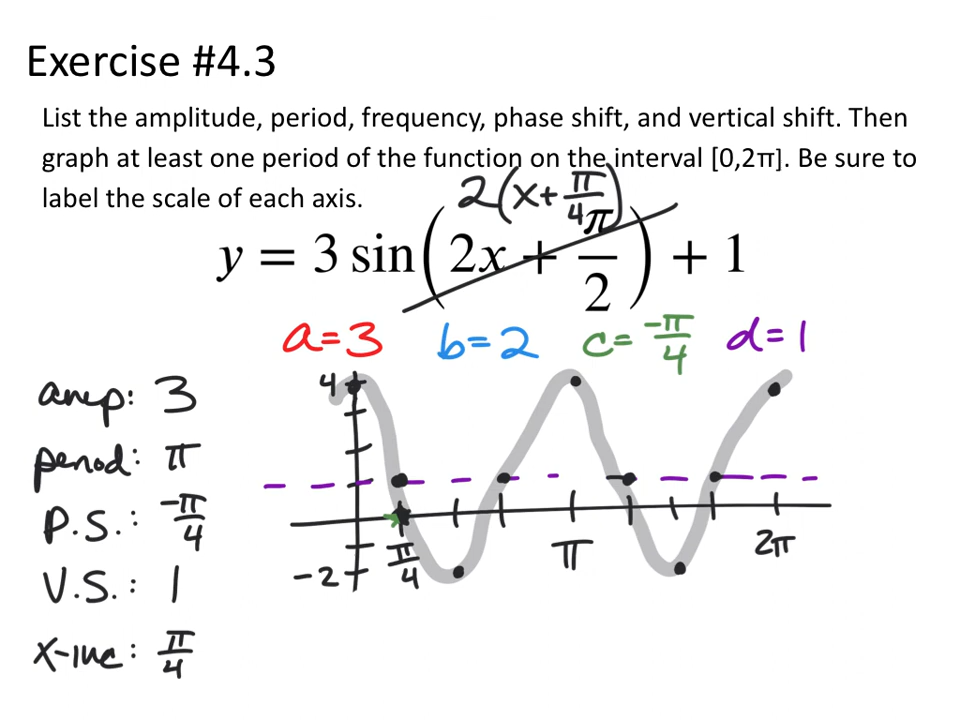 Exercise #4.3
List the amplitude, period, frequency, phase shift, and vertical shift. Then
graph at least one period of the function on the interval [0,2π]. Be sure to
label the scale of each axis.
2(x+π/4)
y = 3 sin(2x + π/2) + 1
a=3 b=2 c=-π/4 d=1
amp: 3
period: π
P.S.: -π/4
V.S.: 1
x-inc: π/4
4
-2
π/4
π
2π